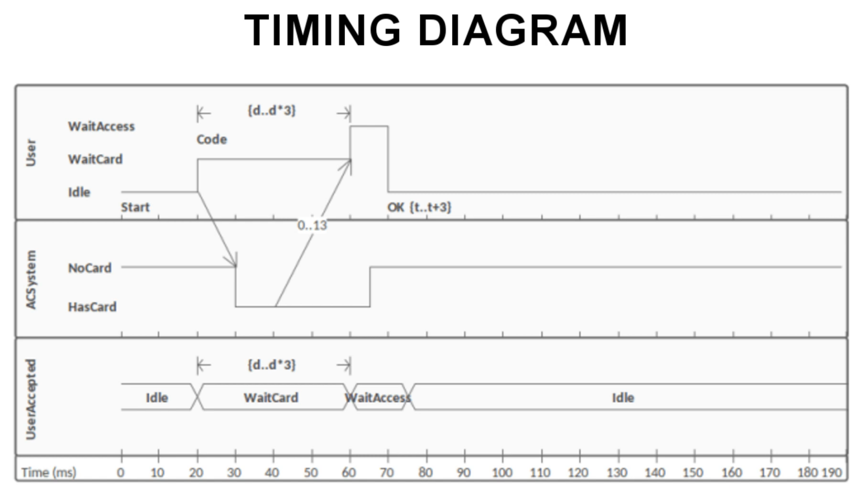 TIMING DIAGRAM
User
{d..d*3}
WaitAccess
Code
WaitCard
Idle
Start
OK {t..t+3}
0..13
ACSystem
NoCard
HasCard
UserAccepted
{d..d*3}
Idle WaitCard WaitAccess Idle
Time (ms) 0 10 20 30 40 50 60 70 80 90 100 110 120 130 140 150 160 170 180 190